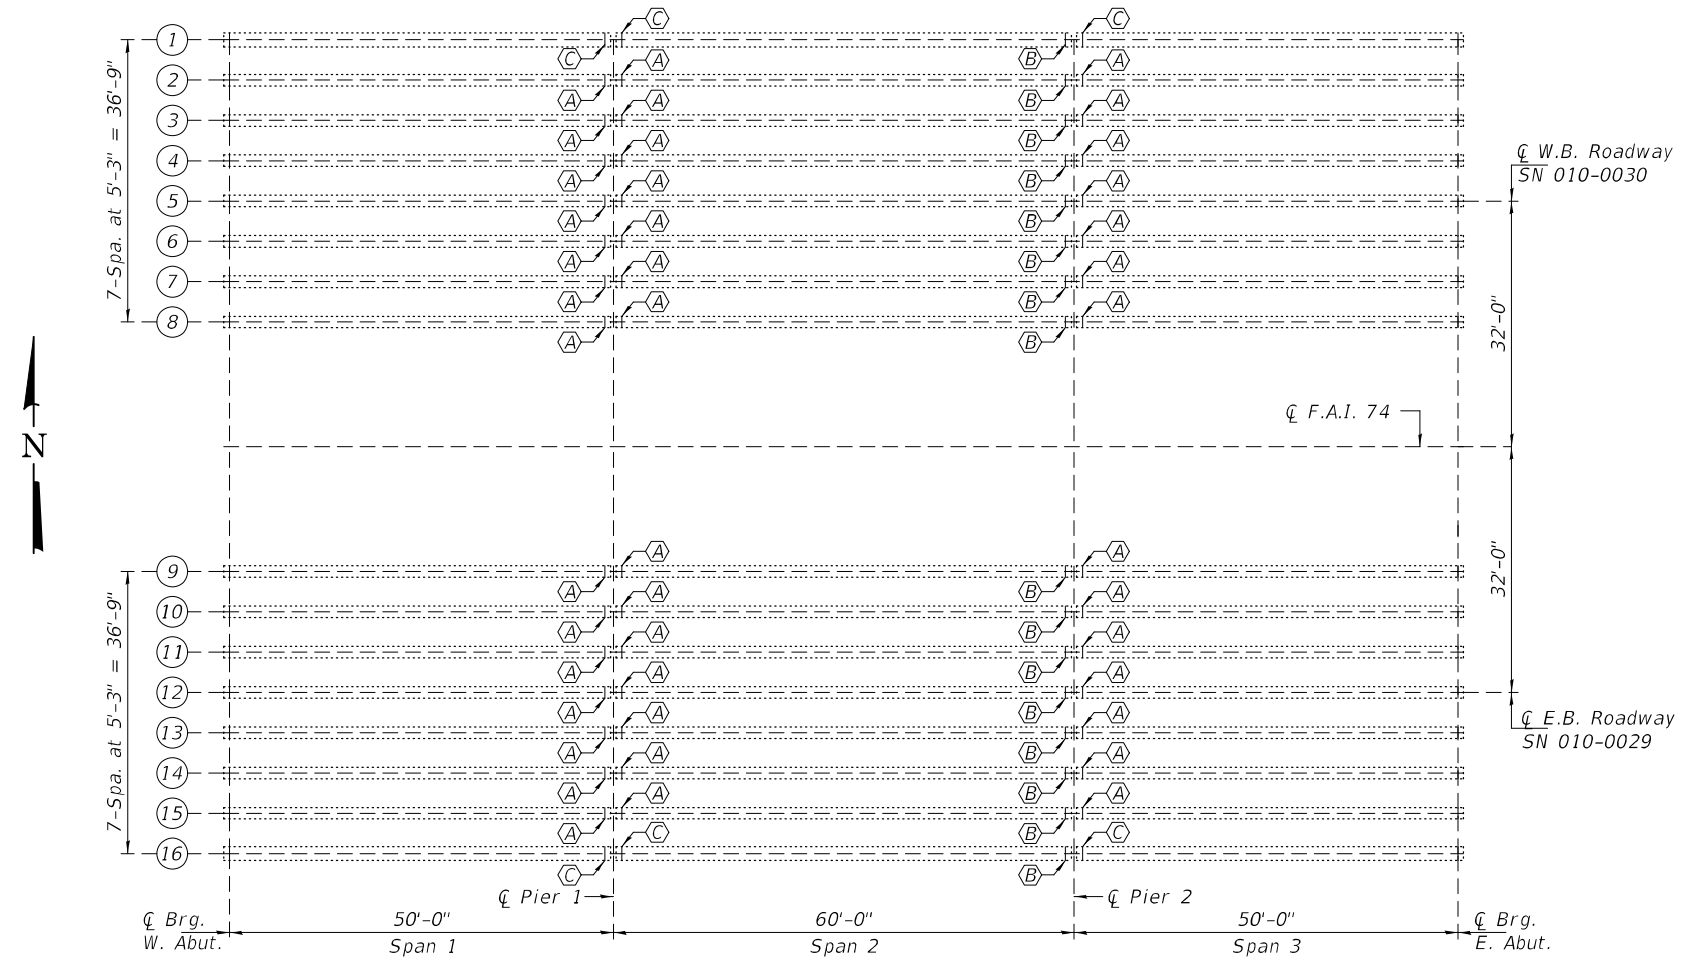 C C
1
C B
A A
2
A B
A A
3
A B
A A
4
A B
A A
5
A B
A A
6
A B
A A
7
A B
A A
8
A B
7-Spa. at 5'-3" = 36'-9"
℄ W.B. Roadway
SN 010-0030
32'-0"
℄ F.A.I. 74
N
32'-0"
A A
9
A B
A A
10
A B
A A
11
A B
A A
12
A B
A A
13
A B
A A
14
A B
A A
15
A B
C C
16
C B
7-Spa. at 5'-3" = 36'-9"
℄ E.B. Roadway
SN 010-0029
℄ Pier 1
℄ Pier 2
℄ Brg.
W. Abut.
50'-0"
Span 1
60'-0"
Span 2
50'-0"
Span 3
℄ Brg.
E. Abut.